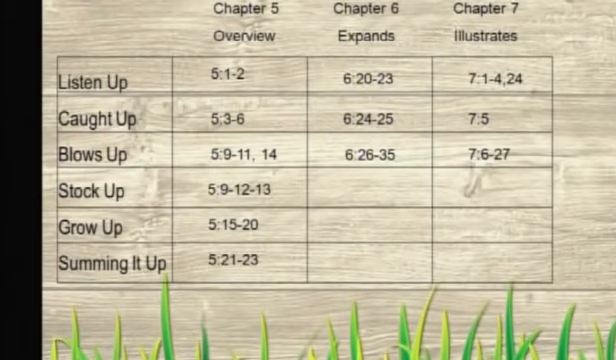 Chapter 5 Chapter 6 Chapter 7
Overview Expands Illustrates
Listen Up 5:1-2 6:20-23 7:1-4,24
Caught Up 5:3-6 6:24-25 7:5
Blows Up 5:9-11, 14 6:26-35 7:6-27
Stock Up 5:9-12-13
Grow Up 5:15-20
Summing It Up 5:21-23